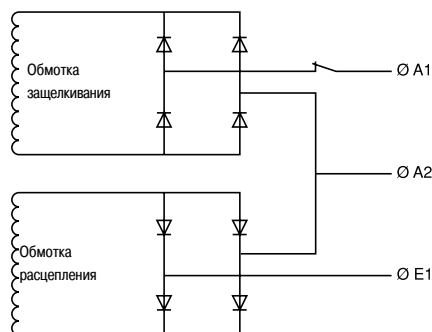 Обмотка
защелкивания
Ø A1
Ø A2
Обмотка
расцепления
Ø E1